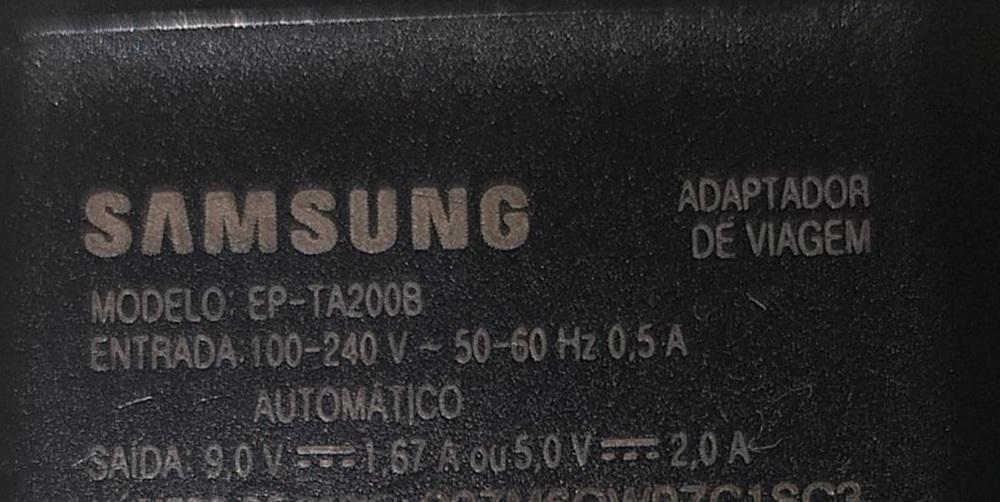 SAMSUNG
ADAPTADOR
DE VIAGEM
MODELO: EP-TA200B
ENTRADA:100-240 V ~ 50-60 Hz 0,5 A
AUTOMÁTICO
SAÍDA: 9,0 V ⎓ 1,67 A ou 5,0 V ⎓ 2,0 A